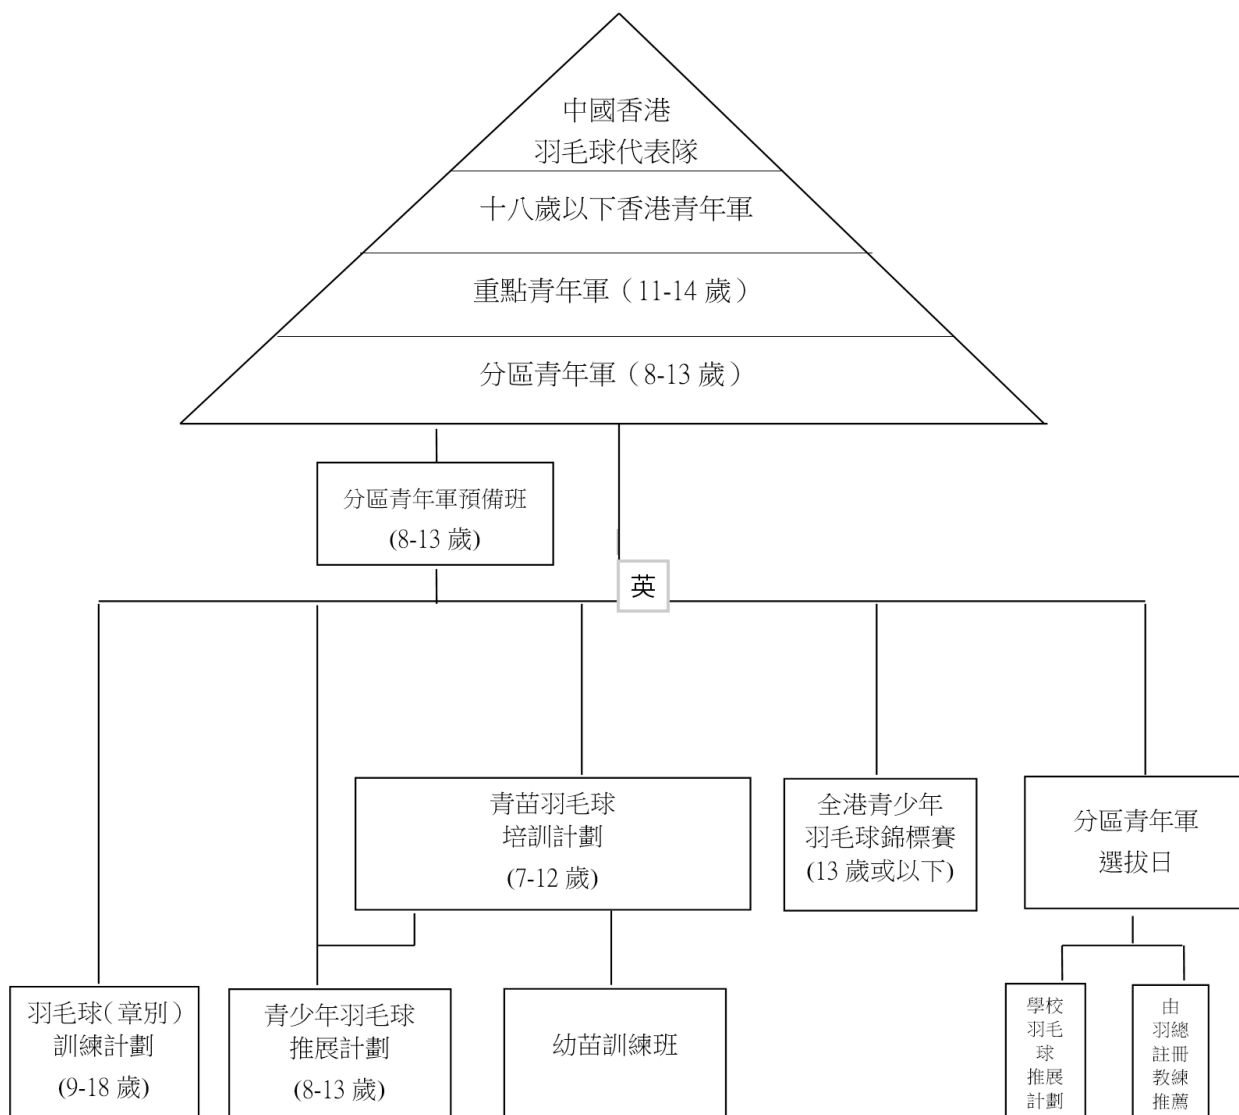 中國香港
羽毛球代表隊
十八歲以下香港青年軍
重點青年軍（11-14 歲）
分區青年軍（8-13 歲）
分區青年軍預備班
(8-13 歲)
英
青苗羽毛球
培訓計劃
(7-12 歲)
全港青少年
羽毛球錦標賽
(13 歲或以下)
分區青年軍
選拔日
羽毛球（章別）
訓練計劃
(9-18 歲)
青少年羽毛球
推展計劃
(8-13 歲)
幼苗訓練班
學校
羽毛
球
推展
計劃
由
羽總
註冊
教練
推薦